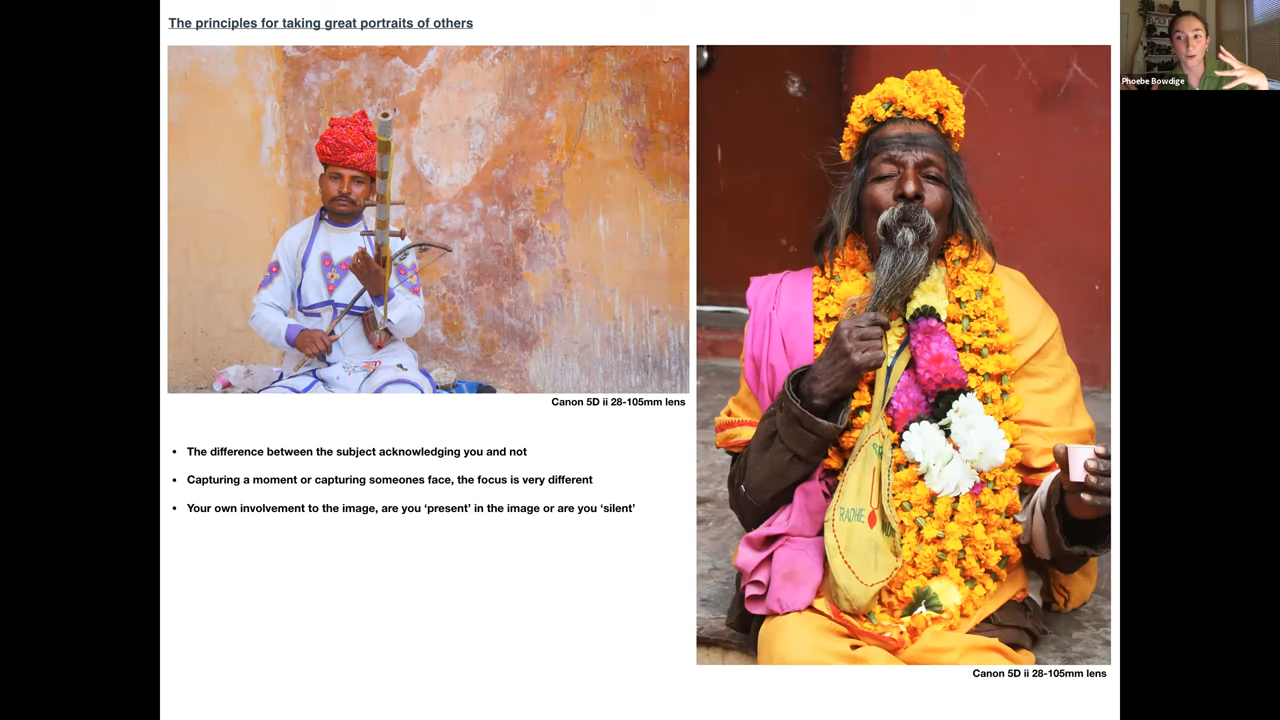 The principles for taking great portraits of others
Phoebe Bowdige
Canon 5D ii 28-105mm lens
The difference between the subject acknowledging you and not
Capturing a moment or capturing someones face, the focus is very different
Your own involvement to the image, are you ‘present’ in the image or are you ‘silent’
RADHE
Canon 5D ii 28-105mm lens